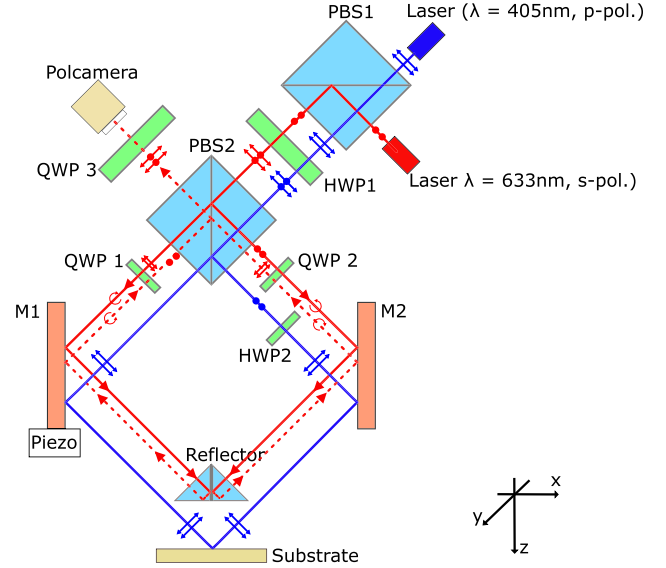 PBS1
Laser (λ = 405nm, p-pol.)
Polcamera
PBS2
QWP 3
HWP1
Laser λ = 633nm, s-pol.)
QWP 1
QWP 2
M1
M2
HWP2
Piezo
Reflector
x
y
z
Substrate